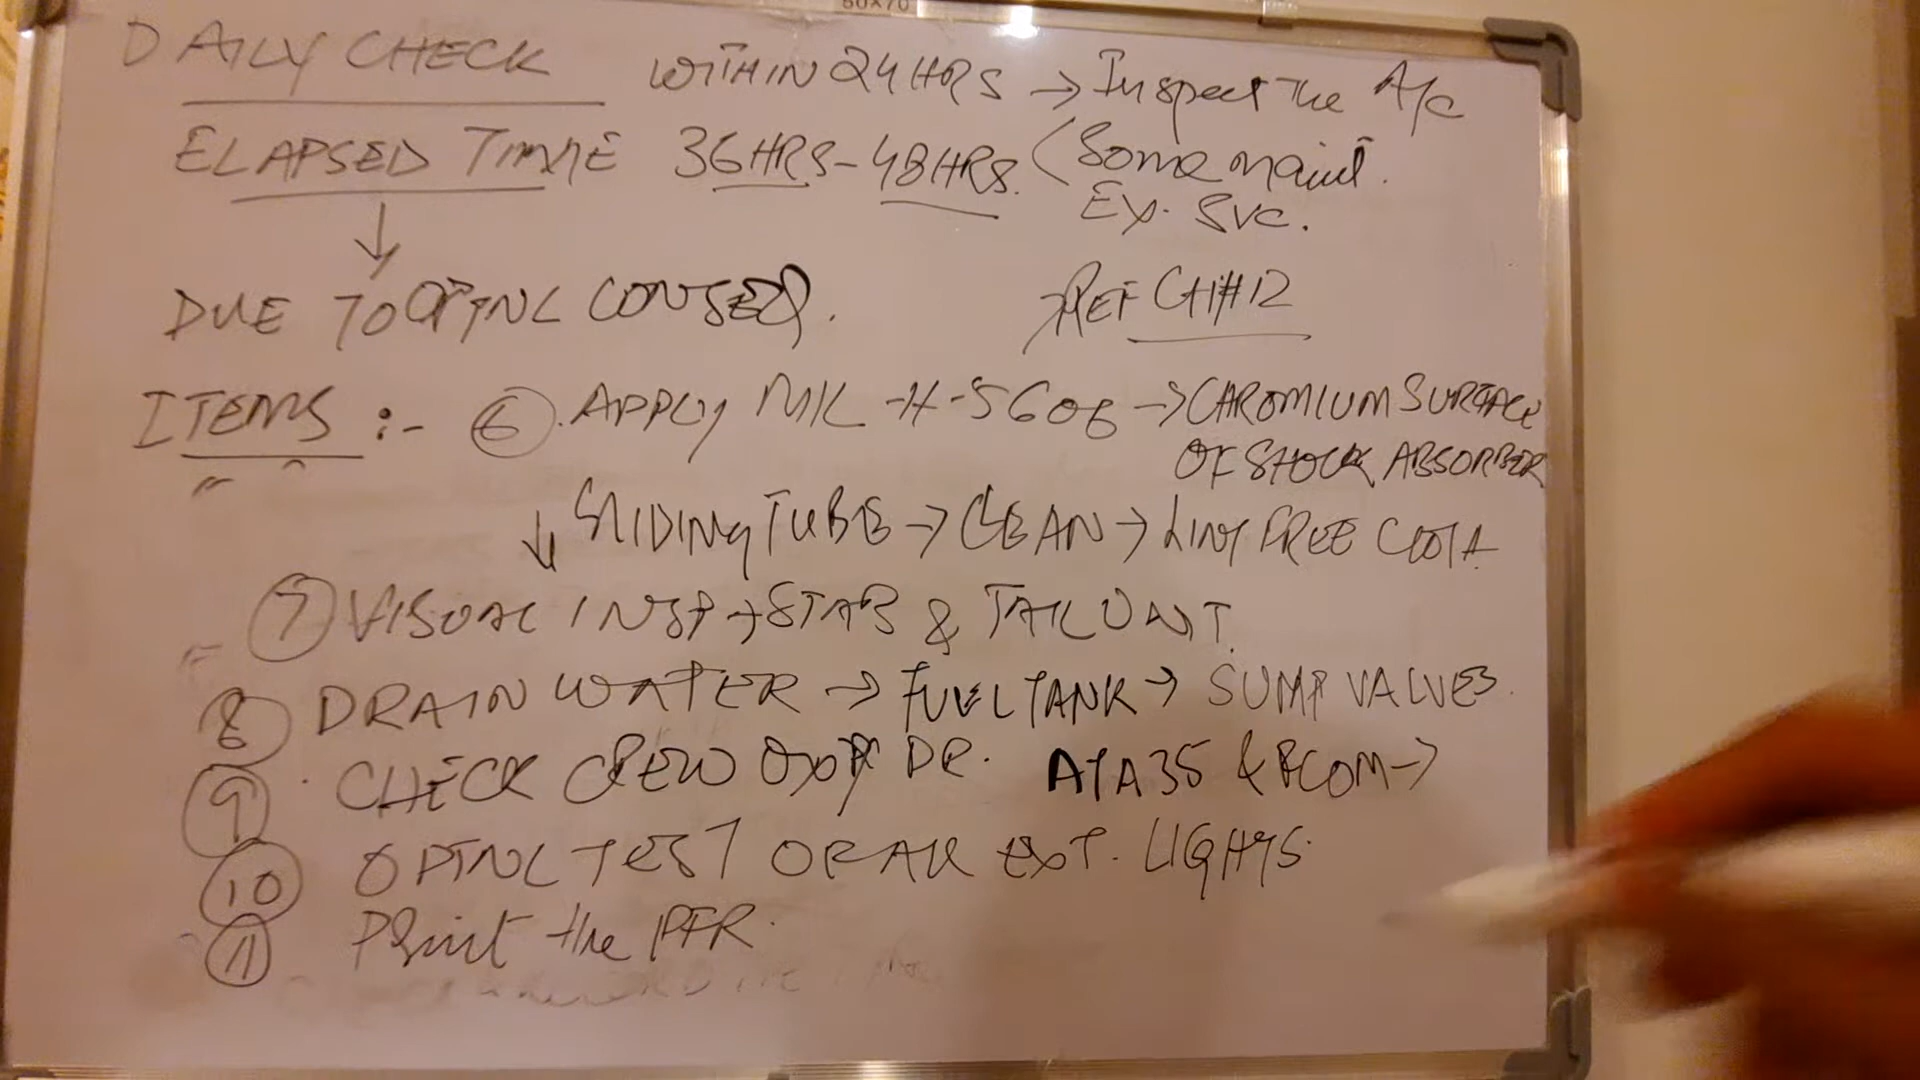 60x70
DAILY CHECK WITHIN 24 HRS → Inspect The A/c
ELAPSED TIME 36HRS-48HRS. (Some maint.
Ex. SVC.
↓
DUE TO OPTNL CONSEQ. → REF CH#12
ITEMS :- ⑥. APPLY MIL-H-5606 → CHROMIUM SURFACE
OF SHOCK ABSORBER
↓ SLIDING TUBE → CLEAN → LINT FREE CLOTH
⑦ VISUAL INSP → STAB & TAIL UNIT.
⑧ DRAIN WATER → FUEL TANK → SUMP VALVES.
⑨ . CHECK CREW OXY PR. ATA35 & →
⑩ OPTNL TEST OF ALL EXT. LIGHTS.
⑪ Print the PFR.